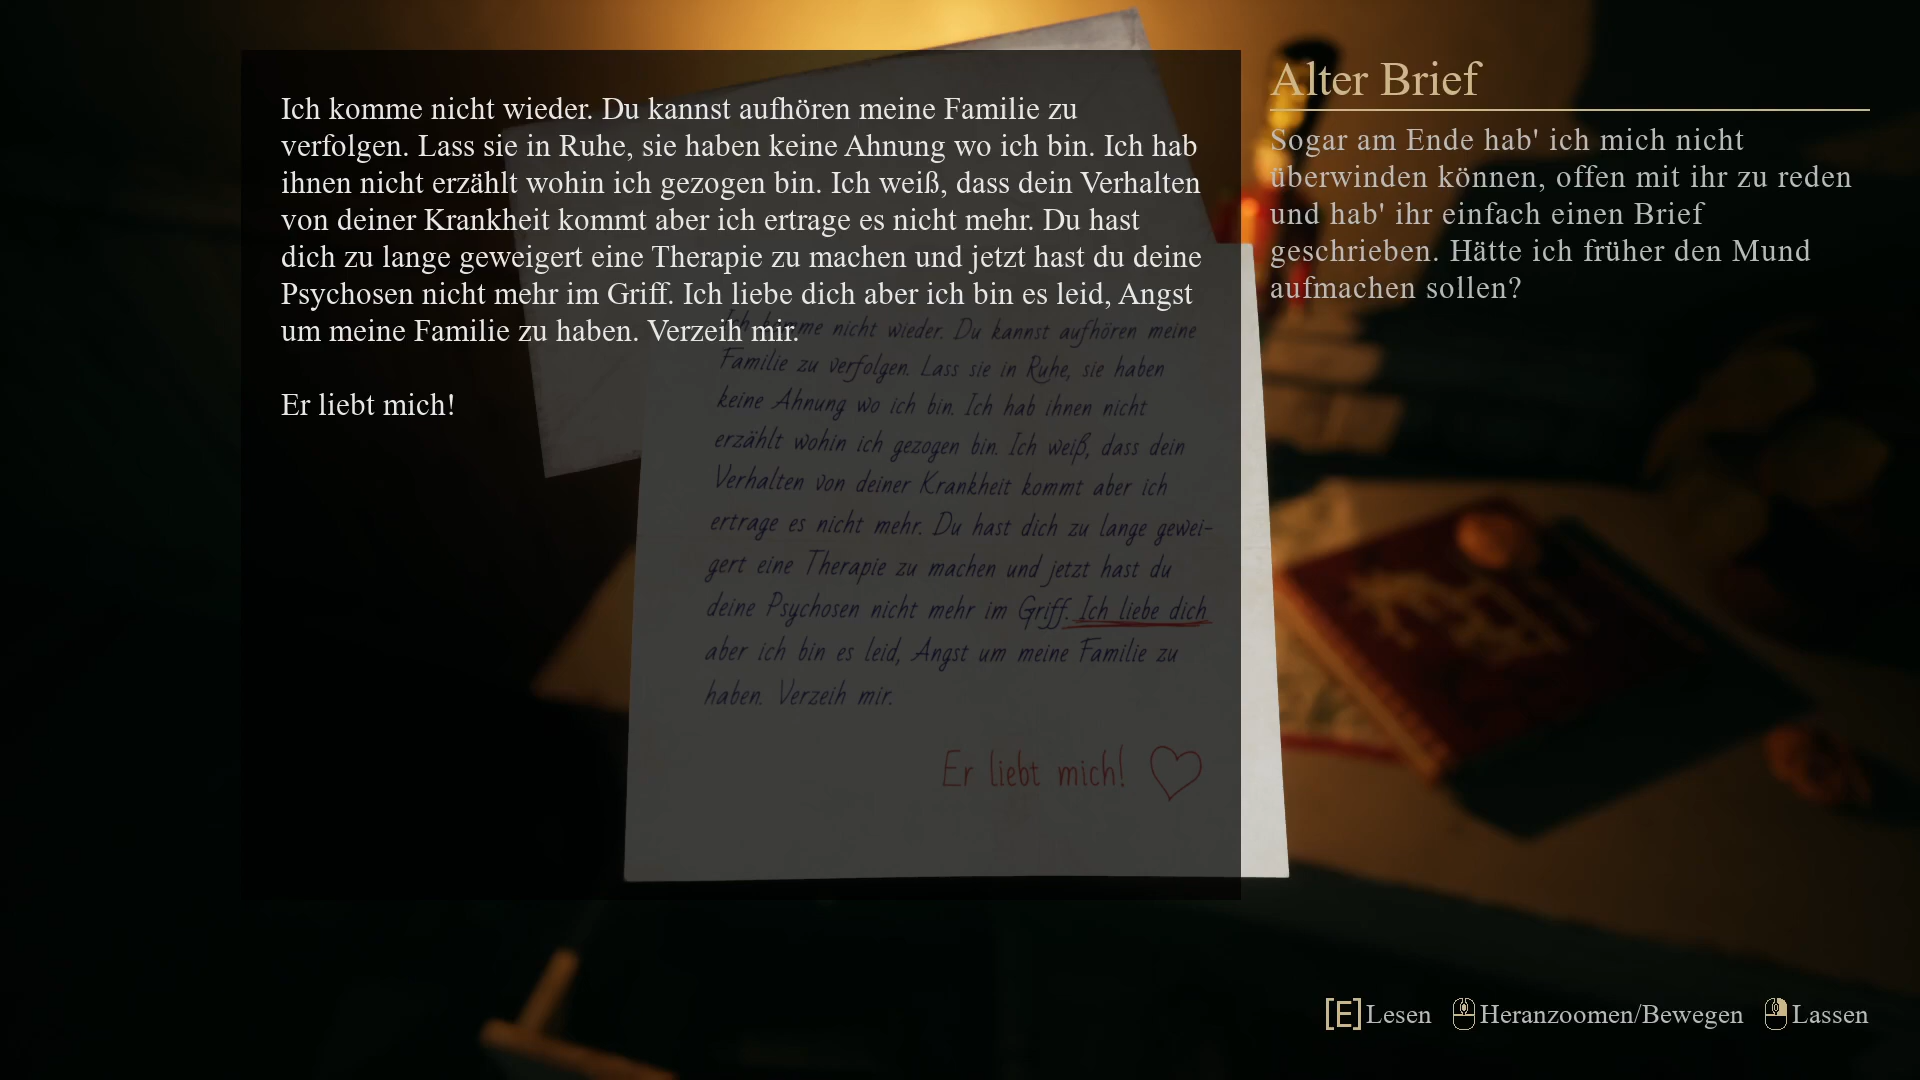 Ich komme nicht wieder. Du kannst aufhören meine Familie zu
verfolgen. Lass sie in Ruhe, sie haben keine Ahnung wo ich bin. Ich hab
ihnen nicht erzählt wohin ich gezogen bin. Ich weiß, dass dein Verhalten
von deiner Krankheit kommt aber ich ertrage es nicht mehr. Du hast
dich zu lange geweigert eine Therapie zu machen und jetzt hast du deine
Psychosen nicht mehr im Griff. Ich liebe dich aber ich bin es leid, Angst
um meine Familie zu haben. Verzeih mir.
Er liebt mich!
Ich komme nicht wieder. Du kannst aufhören meine
Familie zu verfolgen. Lass sie in Ruhe, sie haben
keine Ahnung wo ich bin. Ich hab ihnen nicht
erzählt wohin ich gezogen bin. Ich weiß, dass dein
Verhalten von deiner Krankheit kommt aber ich
ertrage es nicht mehr. Du hast dich zu lange gewei-
gert eine Therapie zu machen und jetzt hast du
deine Psychosen nicht mehr im Griff. Ich liebe dich
aber ich bin es leid, Angst um meine Familie zu
haben. Verzeih mir.
Er liebt mich!
Alter Brief
Sogar am Ende hab' ich mich nicht
überwinden können, offen mit ihr zu reden
und hab' ihr einfach einen Brief
geschrieben. Hätte ich früher den Mund
aufmachen sollen?
[E] Lesen Heranzoomen/Bewegen Lassen